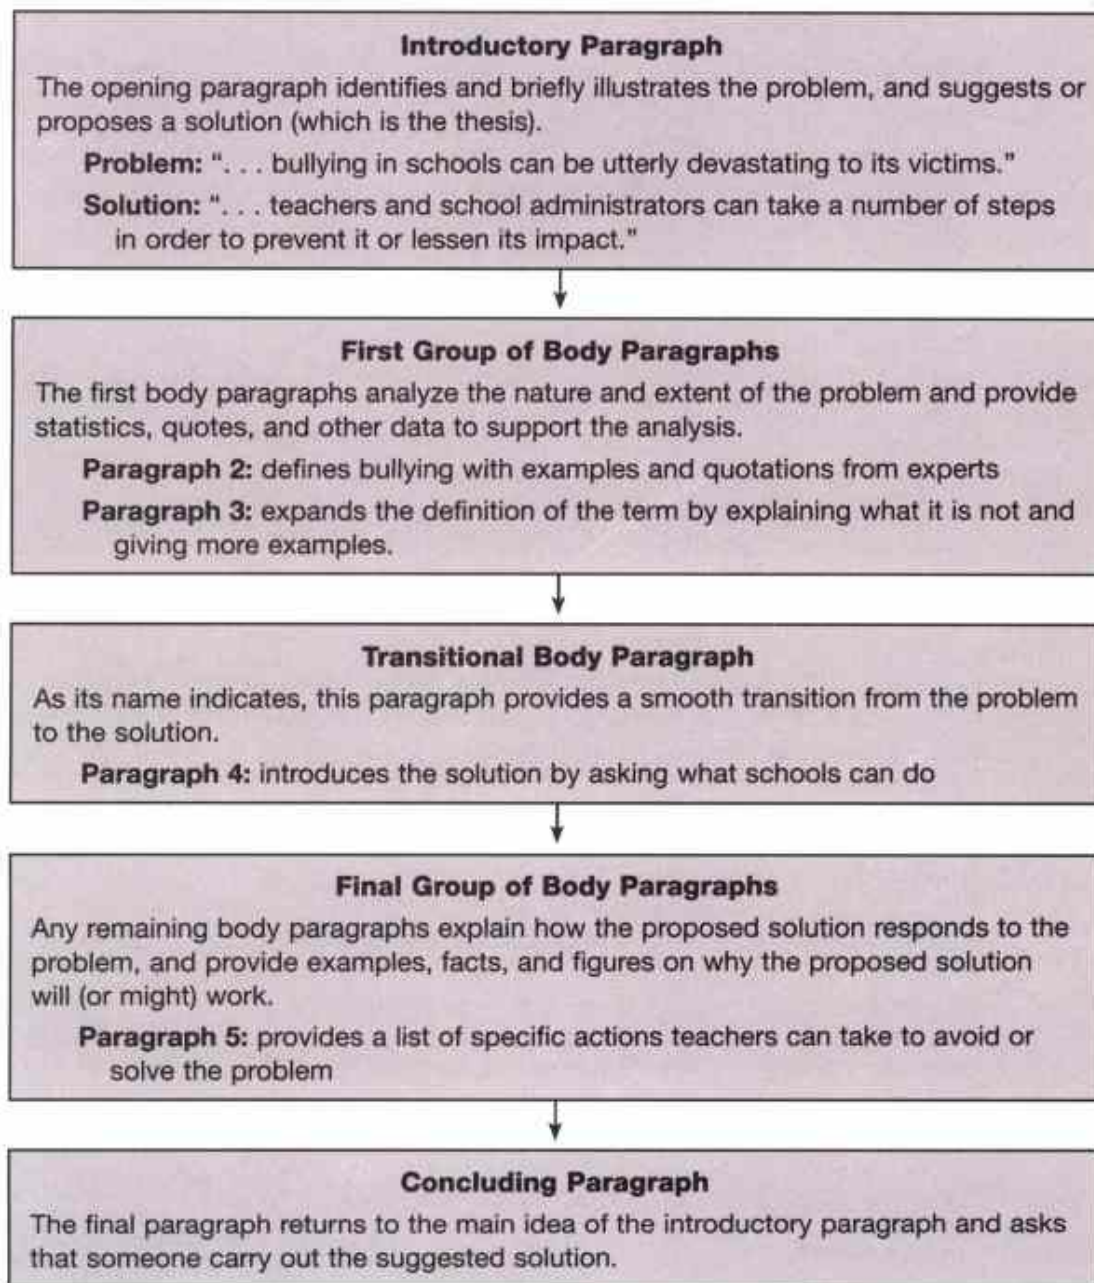 Introductory Paragraph
The opening paragraph identifies and briefly illustrates the problem, and suggests or
proposes a solution (which is the thesis).
Problem: ". . . bullying in schools can be utterly devastating to its victims."
Solution: ". . . teachers and school administrators can take a number of steps
in order to prevent it or lessen its impact."
First Group of Body Paragraphs
The first body paragraphs analyze the nature and extent of the problem and provide
statistics, quotes, and other data to support the analysis.
Paragraph 2: defines bullying with examples and quotations from experts
Paragraph 3: expands the definition of the term by explaining what it is not and
giving more examples.
Transitional Body Paragraph
As its name indicates, this paragraph provides a smooth transition from the problem
to the solution.
Paragraph 4: introduces the solution by asking what schools can do
Final Group of Body Paragraphs
Any remaining body paragraphs explain how the proposed solution responds to the
problem, and provide examples, facts, and figures on why the proposed solution
will (or might) work.
Paragraph 5: provides a list of specific actions teachers can take to avoid or
solve the problem
Concluding Paragraph
The final paragraph returns to the main idea of the introductory paragraph and asks
that someone carry out the suggested solution.